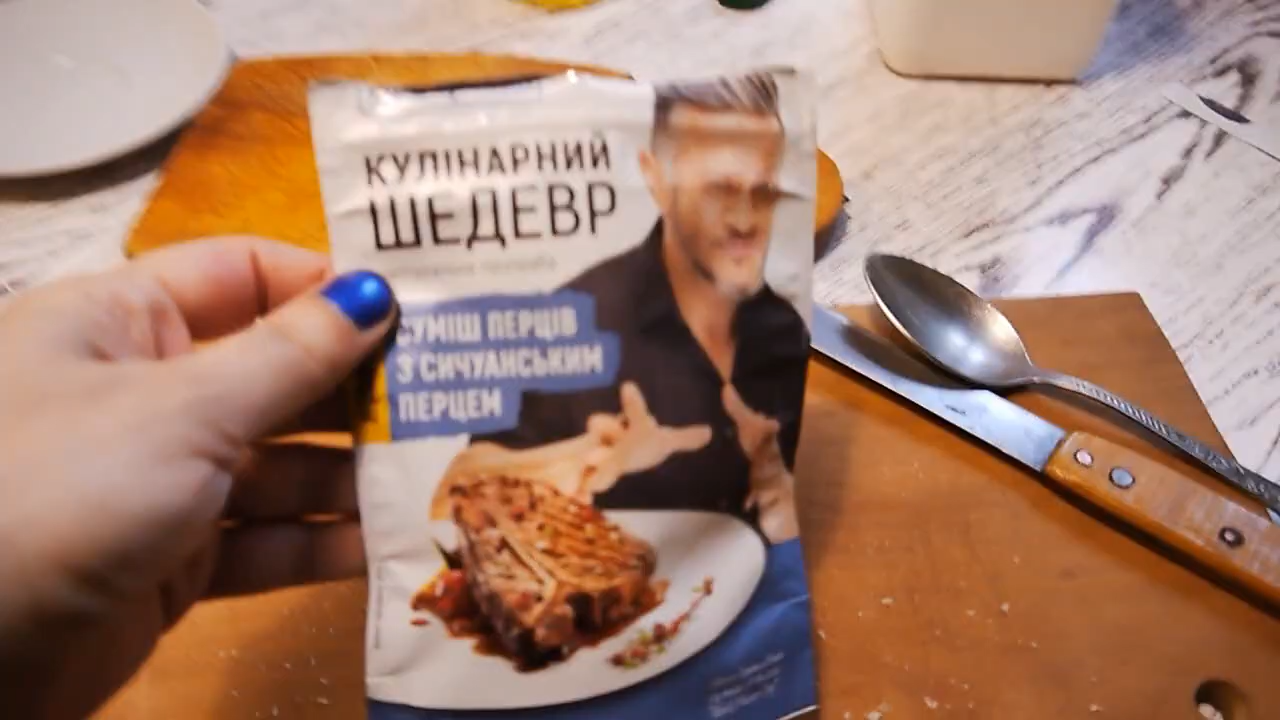 КУЛІНАРНИЙ
ШЕДЕВР
СУМІШ ПЕРЦІВ
З СИЧУАНСЬКИМ
ПЕРЦЕМ